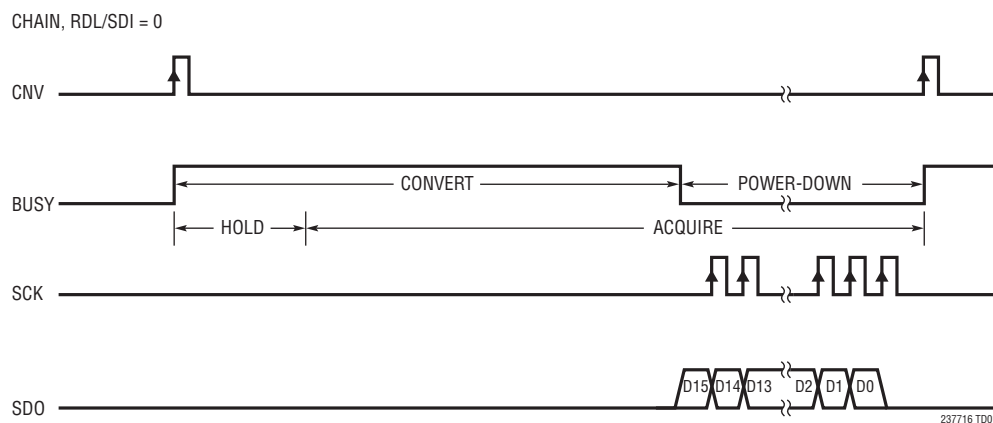 CHAIN, RDL/SDI = 0
CNV
BUSY
CONVERT
POWER-DOWN
HOLD
ACQUIRE
SCK
SDO
D15 D14 D13 D2 D1 D0
237716 TD0